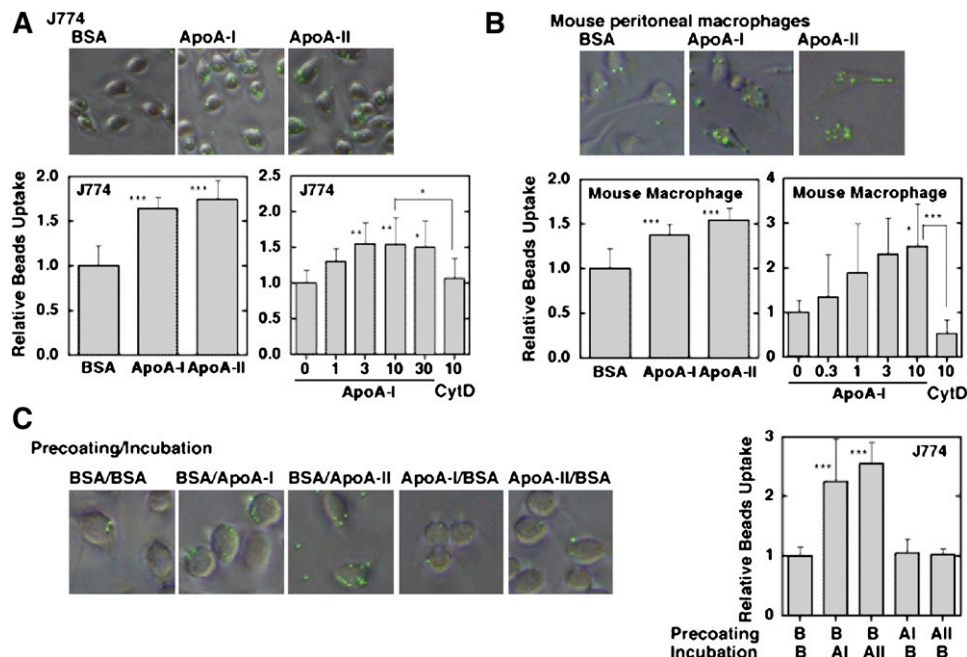 A
J774
BSA ApoA-I ApoA-II
Relative Beads Uptake
2.0
1.5
1.0
0.5
0.0
J774
***
***
BSA ApoA-I ApoA-II
2.5
2.0
1.5
1.0
0.5
0.0
J774
*
** ** *
0 1 3 10 30 10
ApoA-I CytD
B
Mouse peritoneal macrophages
BSA ApoA-I ApoA-II
Relative Beads Uptake
2.0
1.5
1.0
0.5
0.0
Mouse Macrophage
***
***
BSA ApoA-I ApoA-II
4
3
2
1
0
Mouse Macrophage
* ***
0 0.3 1 3 10 10
ApoA-I CytD
C
Precoating/Incubation
BSA/BSA BSA/ApoA-I BSA/ApoA-II ApoA-I/BSA ApoA-II/BSA
Relative Beads Uptake
3
2
1
0
J774
***
***
Precoating B B B AI AII
Incubation B AI AII B B